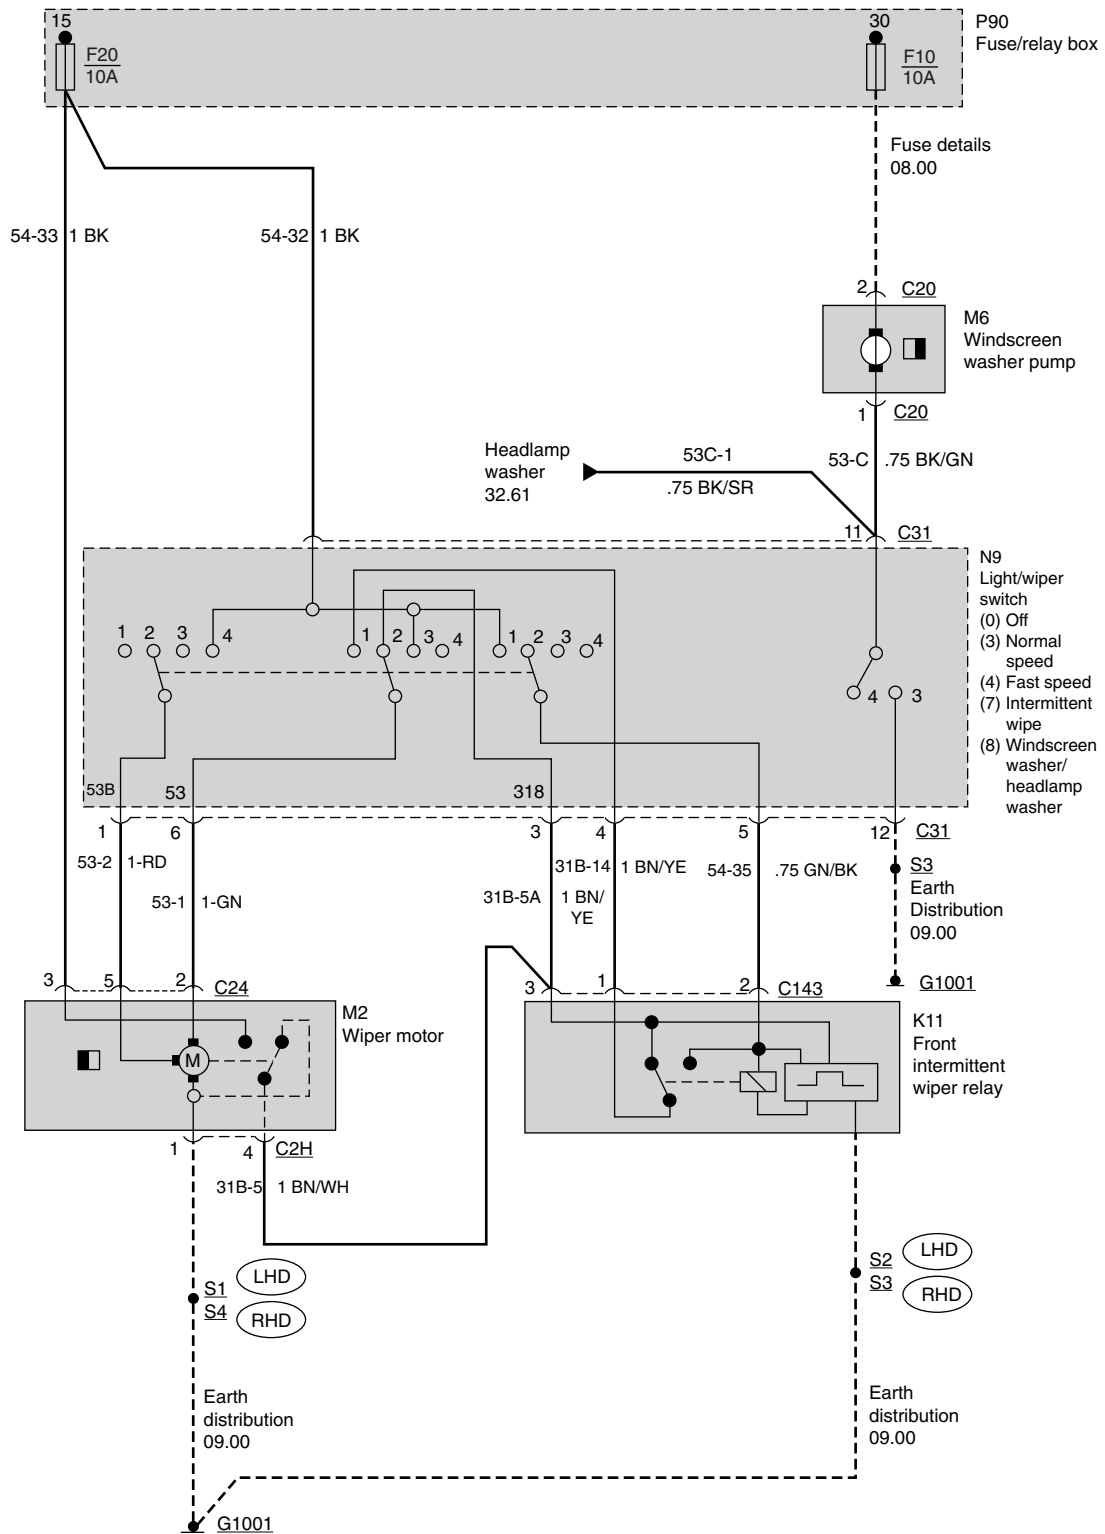 15
30
P90
Fuse/relay box
F20
10A
F10
10A
Fuse details
08.00
54-33 1 BK
54-32 1 BK
2 C20
M6
Windscreen
washer pump
1 C20
Headlamp
washer
32.61
53C-1
.75 BK/SR
53-C .75 BK/GN
11 C31
N9
Light/wiper
switch
(0) Off
(3) Normal
speed
(4) Fast speed
(7) Intermittent
wipe
(8) Windscreen
washer/
headlamp
washer
1 2 3 4
1 2 3 4
1 2 3 4
4 3
53B 53 318
1 6 3 4 5 12 C31
53-2 1-RD
53-1 1-GN
31B-14 1 BN/YE
31B-5A 1 BN/
YE
54-35 .75 GN/BK
S3
Earth
Distribution
09.00
G1001
3 5 2 C24
M2
Wiper motor
M
3 1 2 C143
K11
Front
intermittent
wiper relay
1 4 C2H
31B-5 1 BN/WH
S1 LHD
S4 RHD
S2 LHD
S3 RHD
Earth
distribution
09.00
Earth
distribution
09.00
G1001